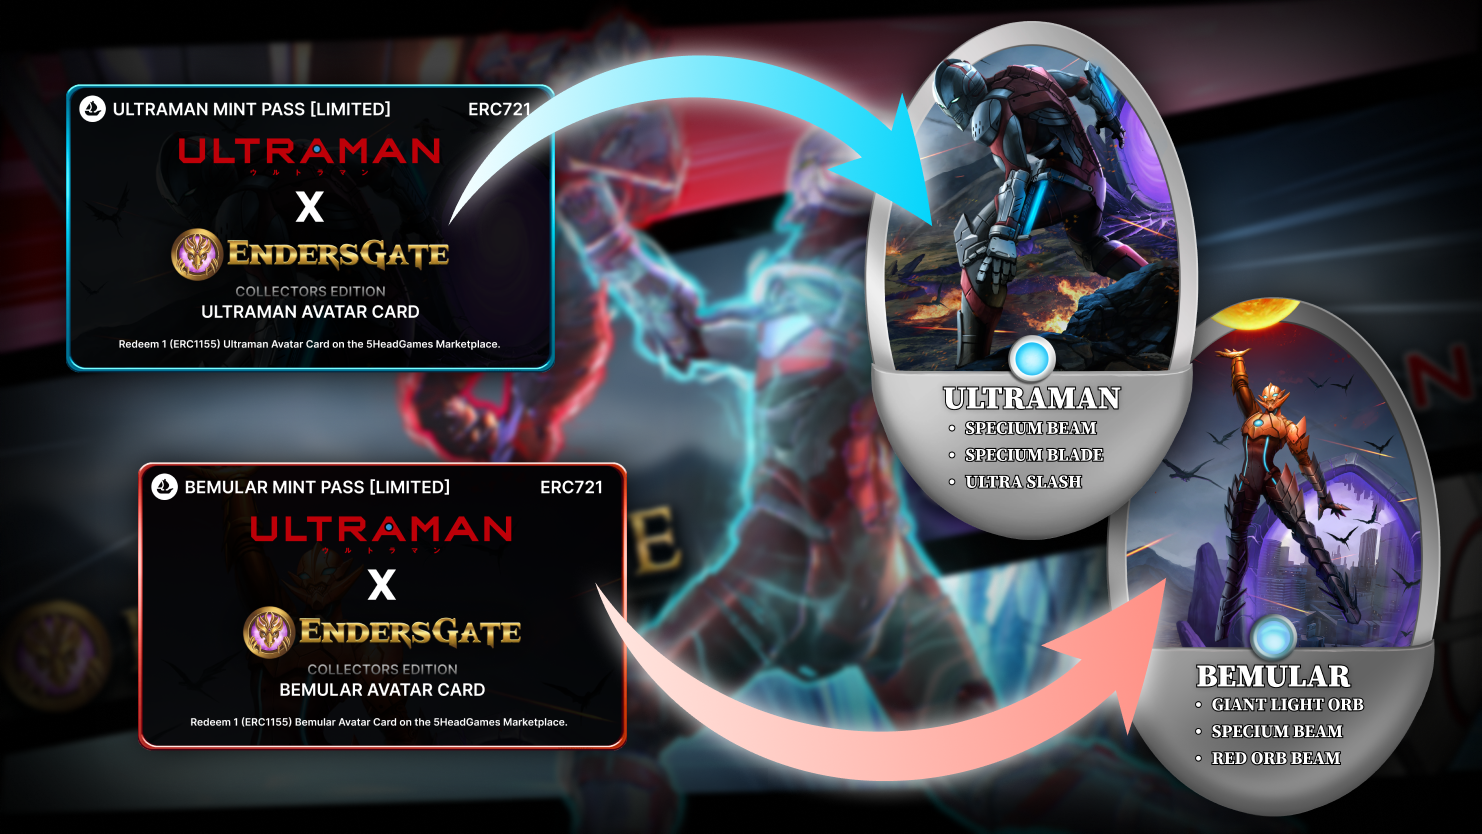 ULTRAMAN MINT PASS [LIMITED]
ERC721
ULTRAMAN
ウルトラマン
X
ENDERSGATE
COLLECTORS EDITION
ULTRAMAN AVATAR CARD
Redeem 1 (ERC1155) Ultraman Avatar Card on the 5HeadGames Marketplace.
ULTRAMAN
• SPECIUM BEAM
• SPECIUM BLADE
• ULTRA SLASH
BEMULAR MINT PASS [LIMITED]
ERC721
ULTRAMAN
ウルトラマン
X
ENDERSGATE
COLLECTORS EDITION
BEMULAR AVATAR CARD
Redeem 1 (ERC1155) Bemular Avatar Card on the 5HeadGames Marketplace.
BEMULAR
• GIANT LIGHT ORB
• SPECIUM BEAM
• RED ORB BEAM
E
N